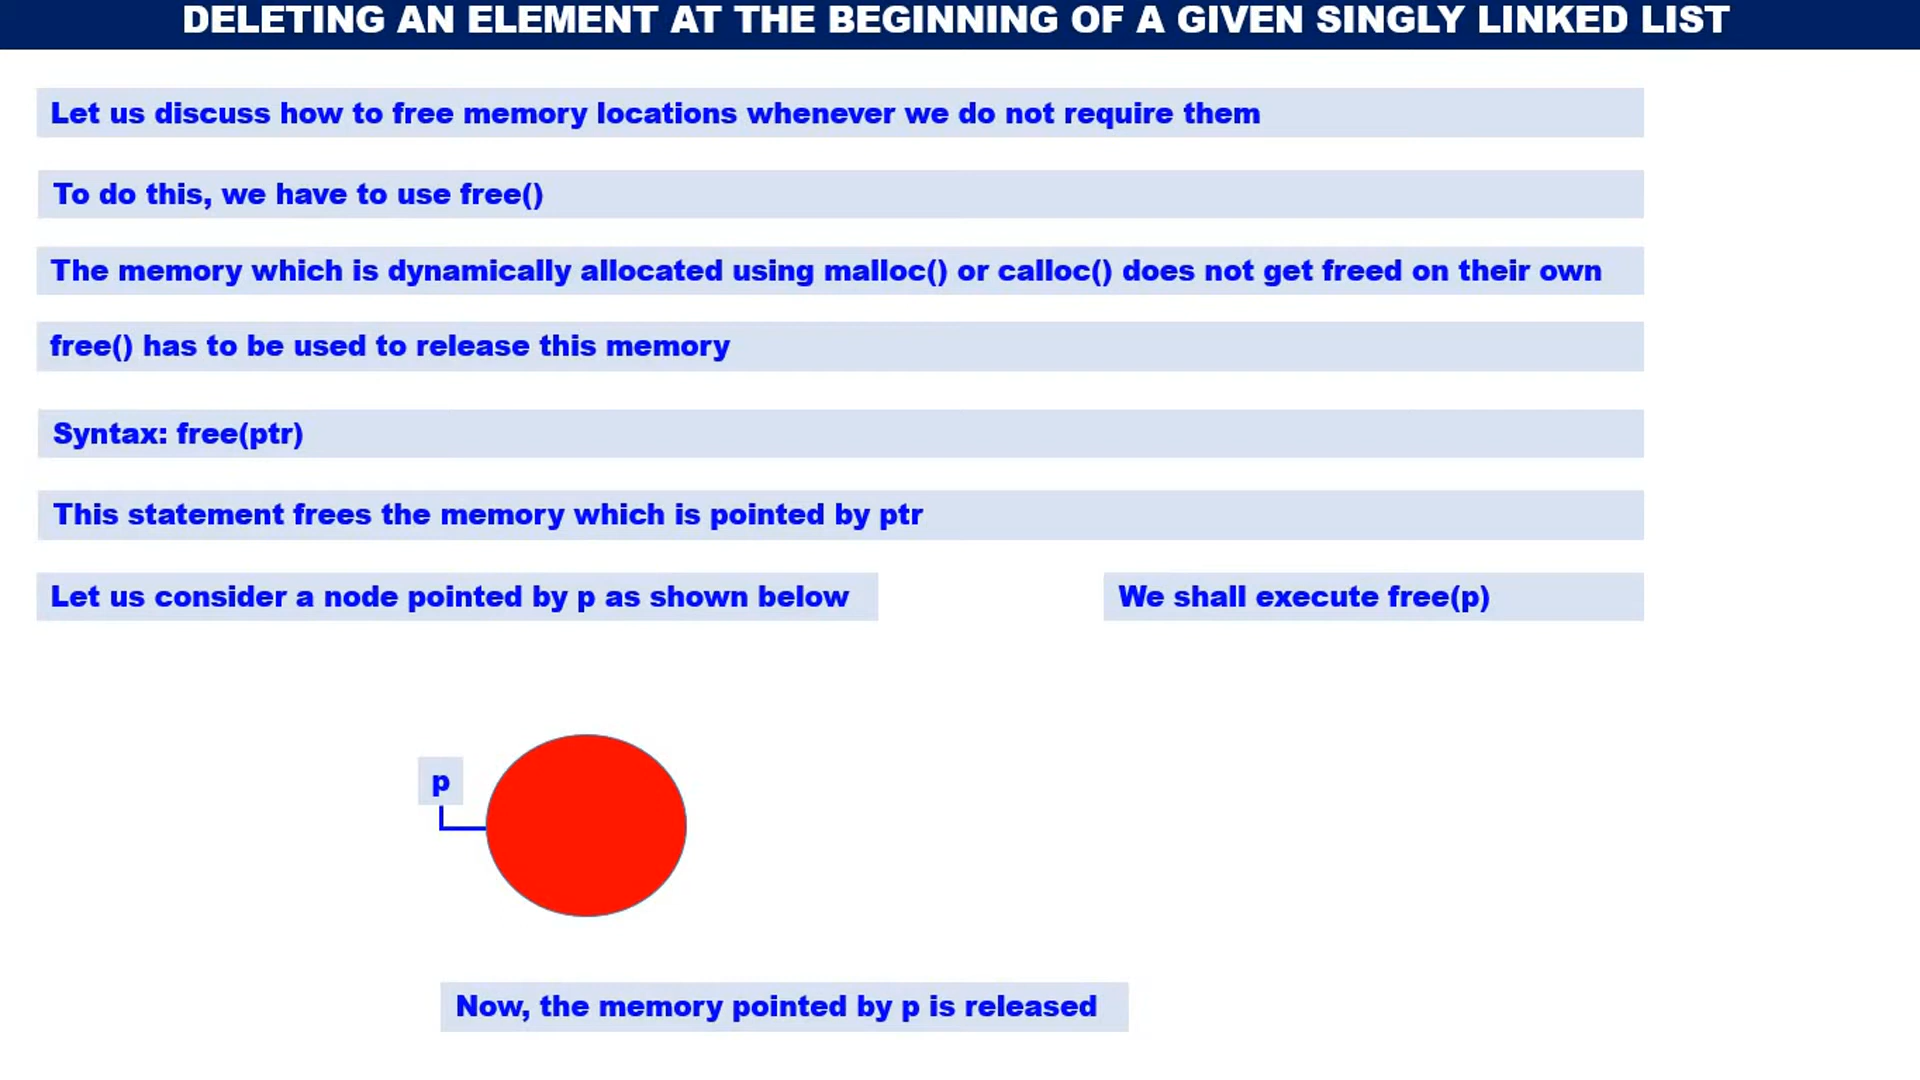 DELETING AN ELEMENT AT THE BEGINNING OF A GIVEN SINGLY LINKED LIST
Let us discuss how to free memory locations whenever we do not require them
To do this, we have to use free()
The memory which is dynamically allocated using malloc() or calloc() does not get freed on their own
free() has to be used to release this memory
Syntax: free(ptr)
This statement frees the memory which is pointed by ptr
Let us consider a node pointed by p as shown below
We shall execute free(p)
p
Now, the memory pointed by p is released